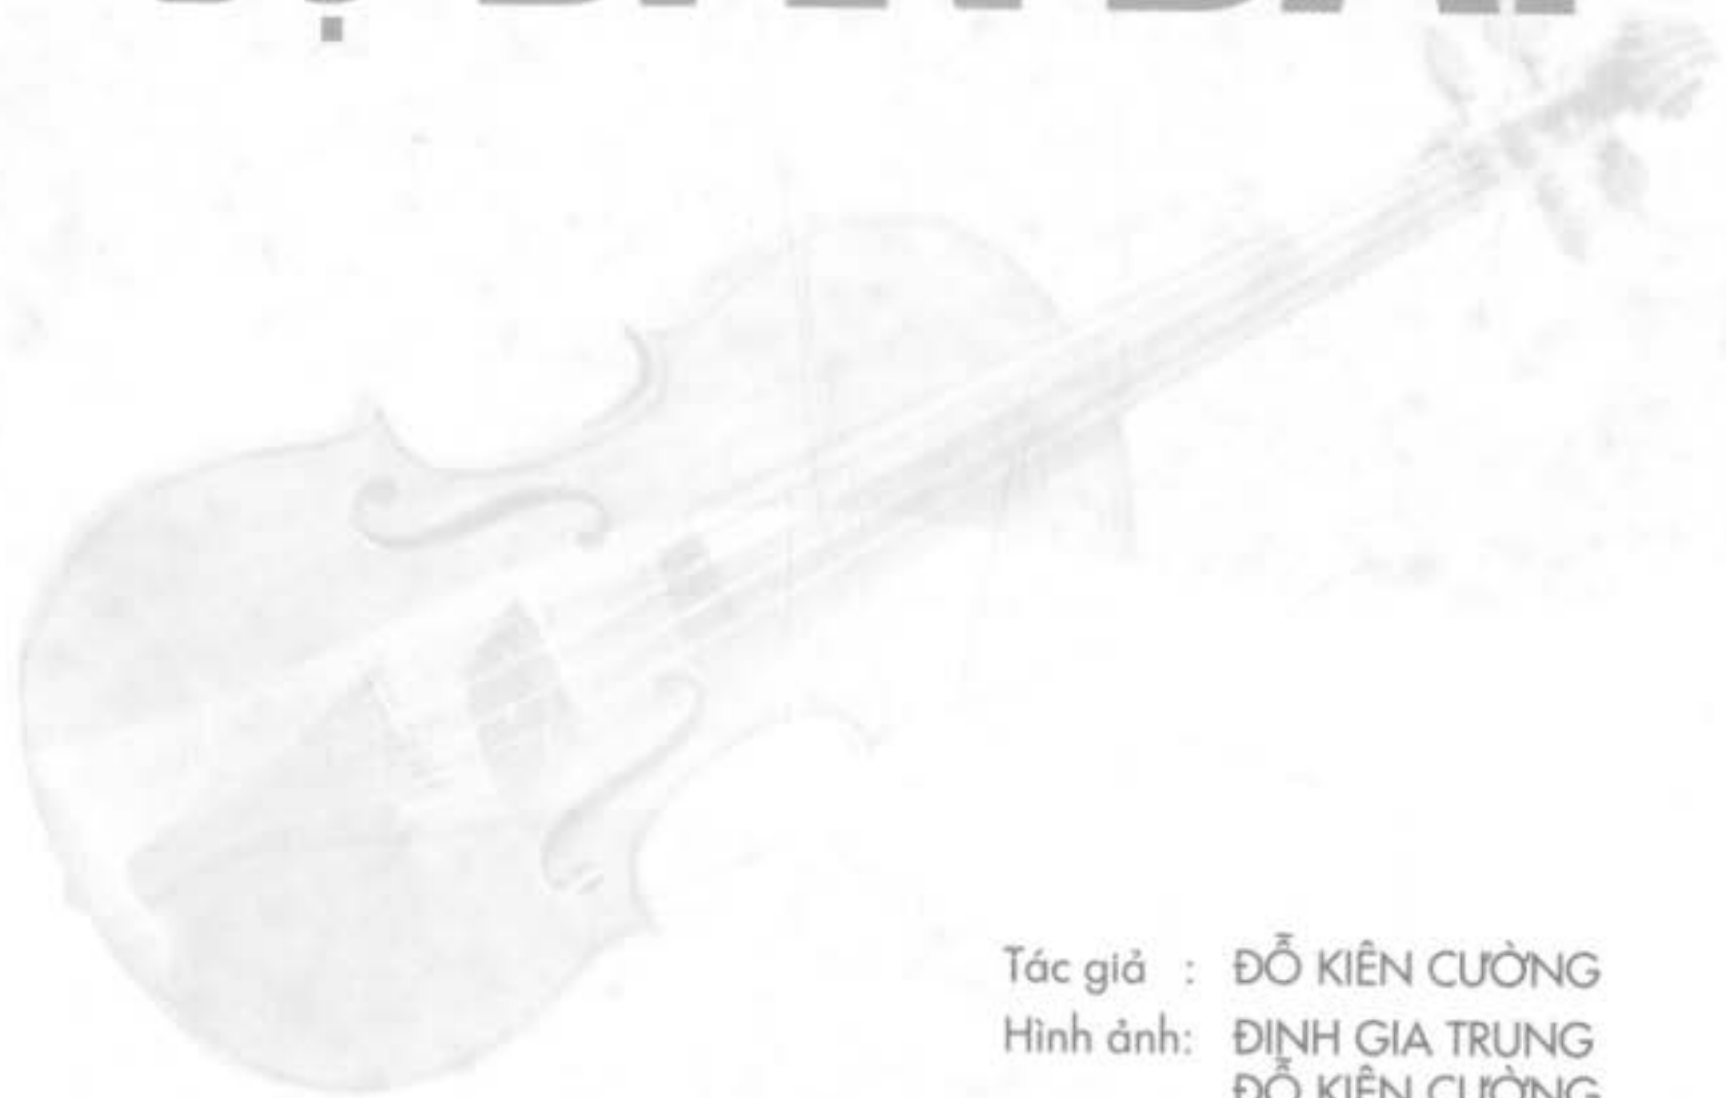 Tác giả : ĐỖ KIÊN CƯỜNG
Hình ảnh: ĐINH GIA TRUNG
ĐỖ KIÊN CƯỜNG